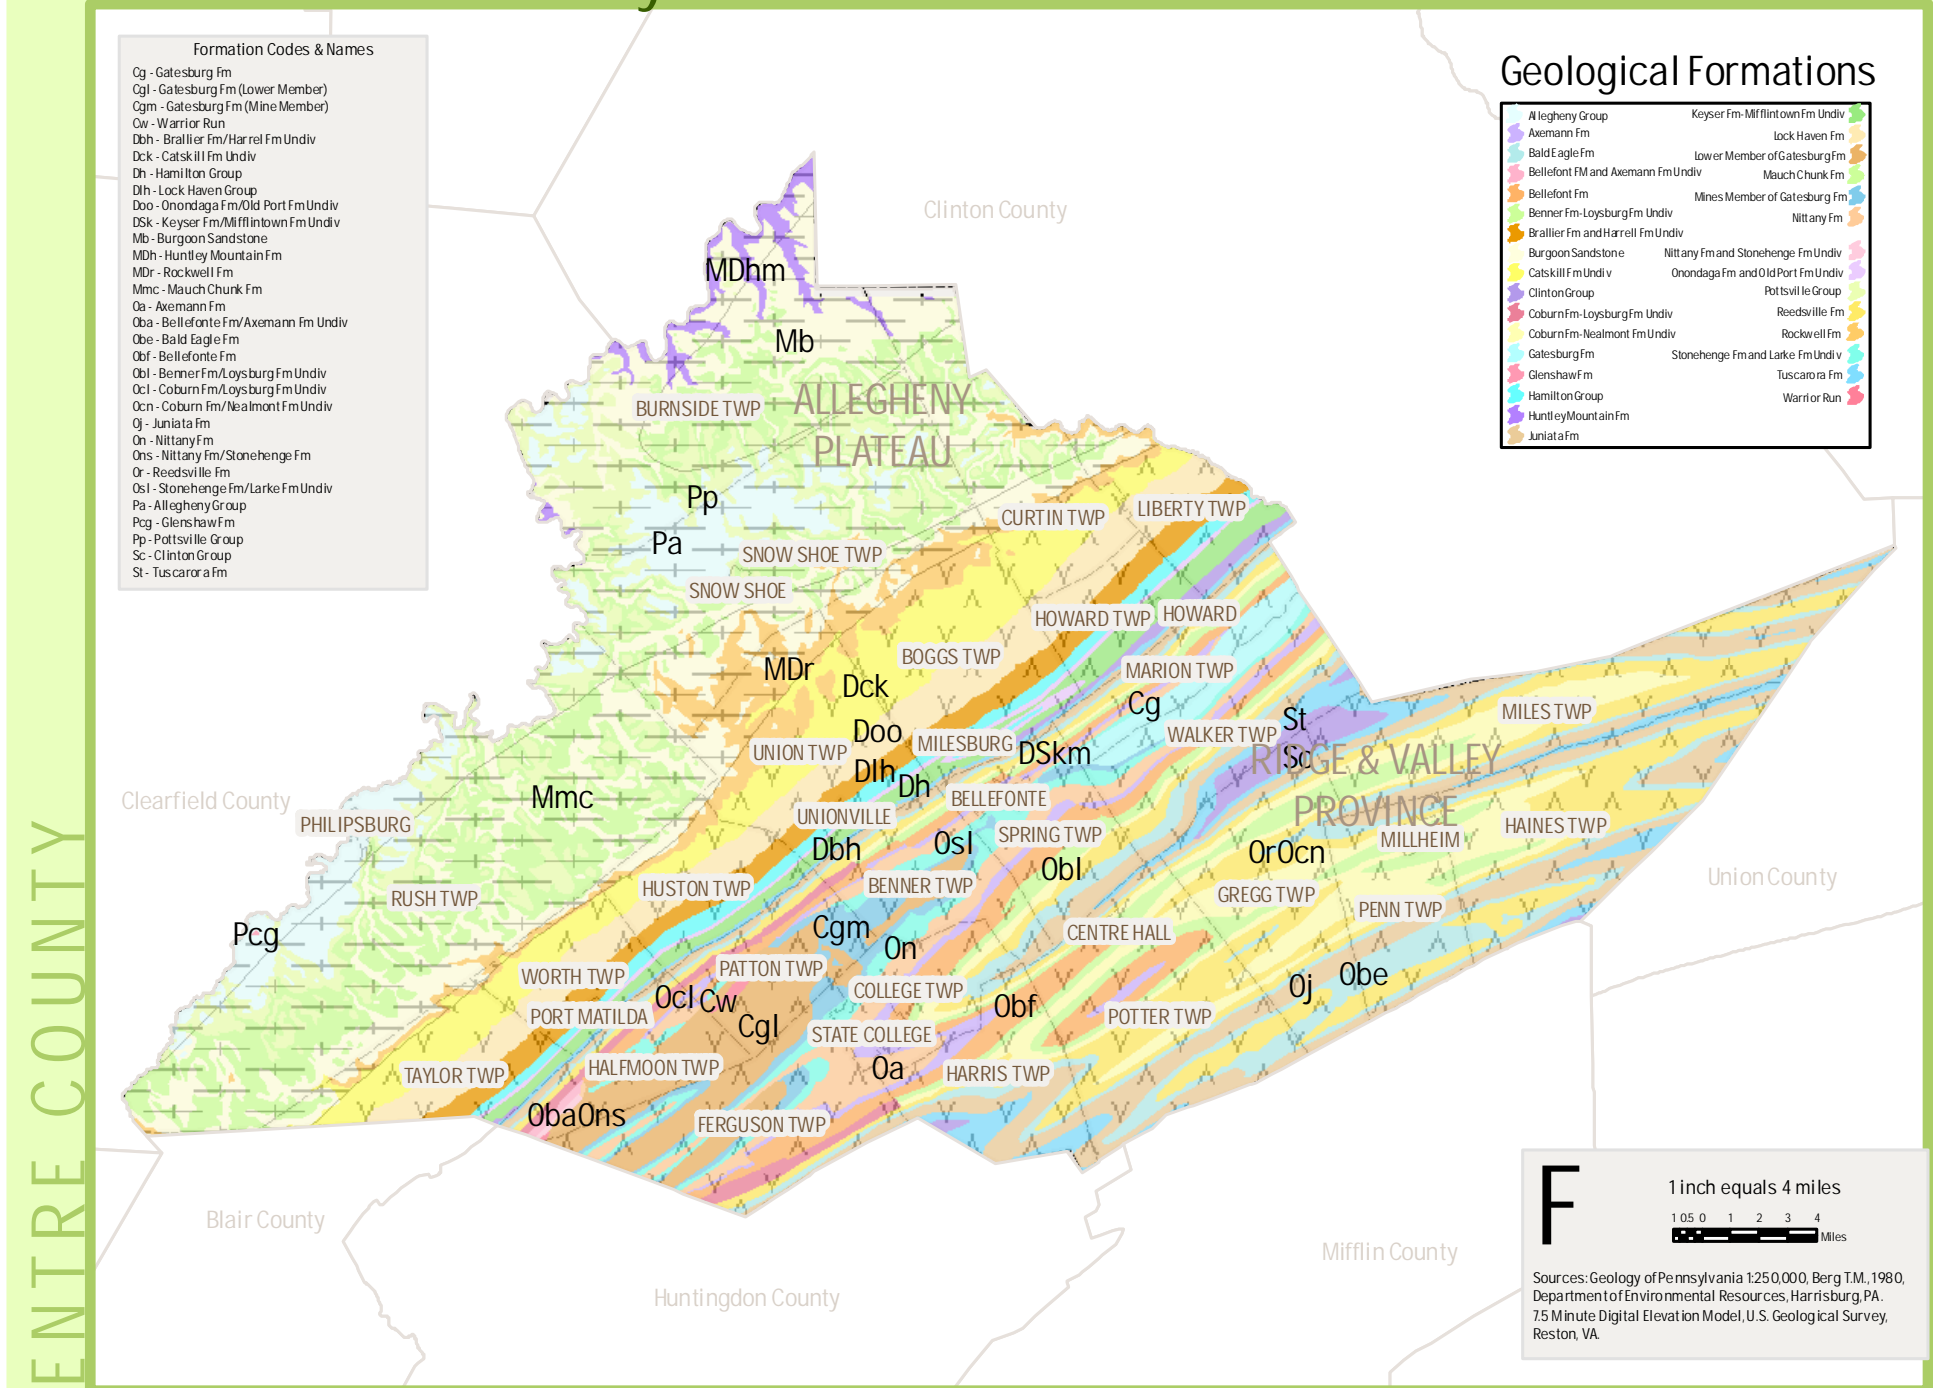 CENTRE COUNTY
Formation Codes & Names
Cg - Gatesburg Fm
Cgl - Gatesburg Fm (Lower Member)
Cgm - Gatesburg Fm (Mine Member)
Cw - Warrior Run
Dbh - Brallier Fm/Harrel Fm Undiv
Dck - Catskill Fm Undiv
Dh - Hamilton Group
Dlh - Lock Haven Group
Doo - Onondaga Fm/Old Port Fm Undiv
DSk - Keyser Fm/Mifflintown Fm Undiv
Mb - Burgoon Sandstone
MDh - Huntley Mountain Fm
MDr - Rockwell Fm
Mmc - Mauch Chunk Fm
Oa - Axemann Fm
Oba - Bellefonte Fm/Axemann Fm Undiv
Obe - Bald Eagle Fm
Obf - Bellefonte Fm
Obl - Benner Fm/Loysburg Fm Undiv
Ocl - Coburn Fm/Loysburg Fm Undiv
Ocn - Coburn Fm/Nealmont Fm Undiv
Oj - Juniata Fm
On - Nittany Fm
Ons - Nittany Fm/Stonehenge Fm
Or - Reedsville Fm
Osl - Stonehenge Fm/Larke Fm Undiv
Pa - Allegheny Group
Pcg - Glenshaw Fm
Pp - Pottsville Group
Sc - Clinton Group
St - Tuscarora Fm
Geological Formations
Allegheny Group
Axemann Fm
Bald Eagle Fm
Bellefont FM and Axemann Fm Undiv
Bellefont Fm
Benner Fm-Loysburg Fm Undiv
Brallier Fm and Harrell Fm Undiv
Burgoon Sandstone
Catskill Fm Undiv
Clinton Group
Coburn Fm-Loysburg Fm Undiv
Coburn Fm-Nealmont Fm Undiv
Gatesburg Fm
Glenshaw Fm
Hamilton Group
Huntley Mountain Fm
Juniata Fm
Keyser Fm-Mifflintown Fm Undiv
Lock Haven Fm
Lower Member of Gatesburg Fm
Mauch Chunk Fm
Mines Member of Gatesburg Fm
Nittany Fm
Nittany Fm and Stonehenge Fm Undiv
Onondaga Fm and Old Port Fm Undiv
Pottsville Group
Reedsville Fm
Rockwell Fm
Stonehenge Fm and Larke Fm Undiv
Tuscarora Fm
Warrior Run
Clinton County
MDhm
Mb
BURNSIDE TWP
ALLEGHENY
PLATEAU
Pp
CURTIN TWP
LIBERTY TWP
Pa
SNOW SHOE TWP
SNOW SHOE
HOWARD TWP
HOWARD
BOGGS TWP
MDr
MARION TWP
Dck
Cg
St
MILES TWP
Doo
WALKER TWP
UNION TWP
MILESBURG
DSkm
Sc
RIDGE & VALLEY
PROVINCE
Dlh
Dh
Clearfield County
Mmc
BELLEFONTE
PHILIPSBURG
UNIONVILLE
SPRING TWP
MILLHEIM
HAINES TWP
Dbh
Osl
Obl
OrOcn
Union County
RUSH TWP
HUSTON TWP
BENNER TWP
GREGG TWP
PENN TWP
Pcg
Cgm
On
CENTRE HALL
WORTH TWP
PATTON TWP
Ocl
Cw
COLLEGE TWP
Oj
Obe
PORT MATILDA
Cgl
STATE COLLEGE
Obf
POTTER TWP
TAYLOR TWP
HALFMOON TWP
Oa
HARRIS TWP
ObaOns
FERGUSON TWP
Blair County
Huntingdon County
Mifflin County
F
1 inch equals 4 miles
1 0.5 0 1 2 3 4
Miles
Sources: Geology of Pennsylvania 1:250,000, Berg T.M., 1980,
Department of Environmental Resources, Harrisburg, PA.
7.5 Minute Digital Elevation Model, U.S. Geological Survey,
Reston, VA.